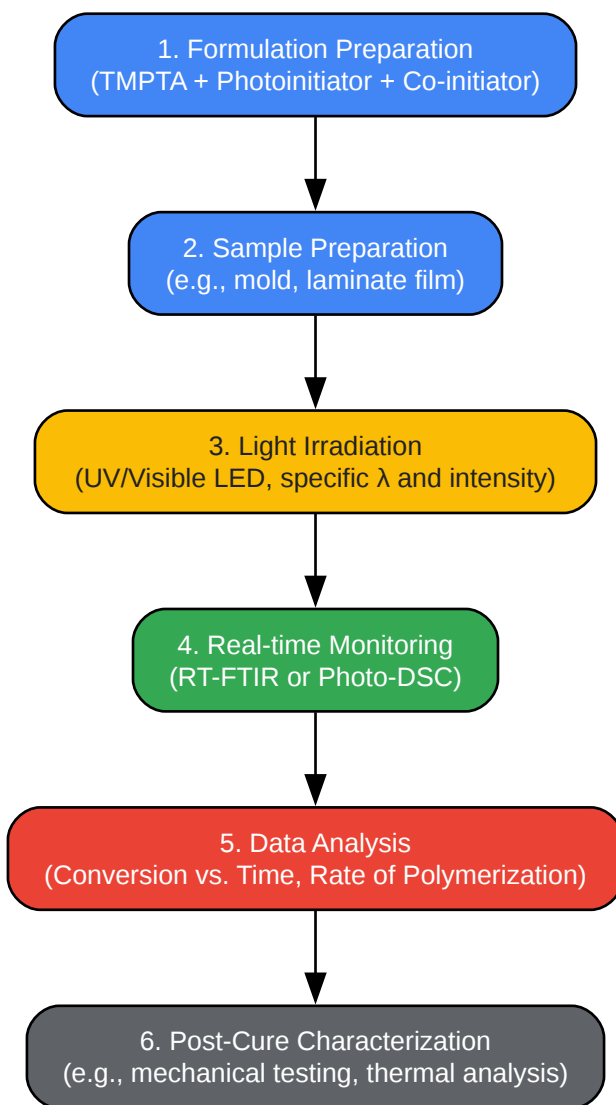 1. Formulation Preparation
(TMPTA + Photoinitiator + Co-initiator)
2. Sample Preparation
(e.g., mold, laminate film)
3. Light Irradiation
(UV/Visible LED, specific λ and intensity)
4. Real-time Monitoring
(RT-FTIR or Photo-DSC)
5. Data Analysis
(Conversion vs. Time, Rate of Polymerization)
6. Post-Cure Characterization
(e.g., mechanical testing, thermal analysis)